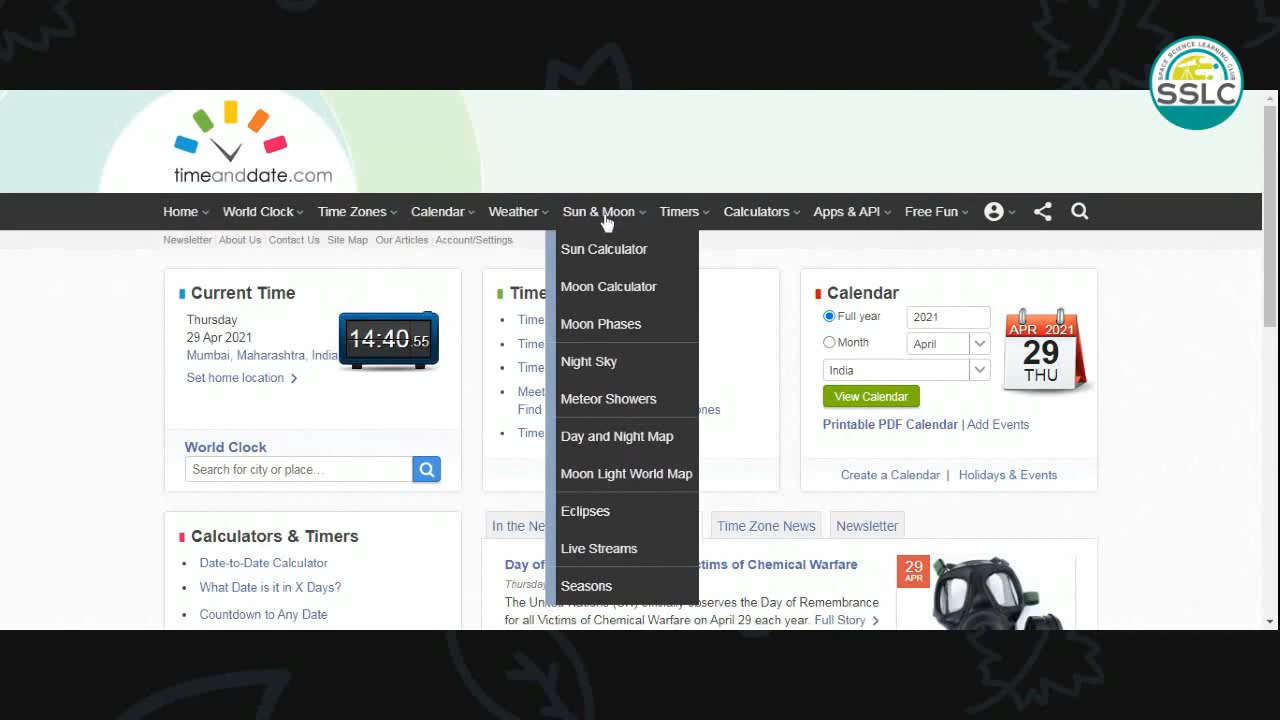 SPACE SCIENCE LEARNING CLUB
SSLC
timeanddate.com
Home World Clock Time Zones Calendar Weather Sun & Moon Timers Calculators Apps & API Free Fun
Newsletter About Us Contact Us Site Map Our Articles Account/Settings
Sun Calculator
Moon Calculator
Moon Phases
Night Sky
Meteor Showers
Day and Night Map
Moon Light World Map
Eclipses
Live Streams
Seasons
Current Time
Thursday
29 Apr 2021
Mumbai, Maharashtra, India
Set home location
14:40.55
World Clock
Search for city or place...
Time
Time
Time
Time
Meet
Find
Time
Calendar
Full year 2021
Month April
India
View Calendar
Printable PDF Calendar | Add Events
Create a Calendar | Holidays & Events
APR 2021
29
THU
Calculators & Timers
Date-to-Date Calculator
What Date is it in X Days?
Countdown to Any Date
In the Time Zone News Newsletter
Day of Chemical Warfare
29
APR
The observes the Day of Remembrance
for all Victims of Chemical Warfare on April 29 each year. Full Story